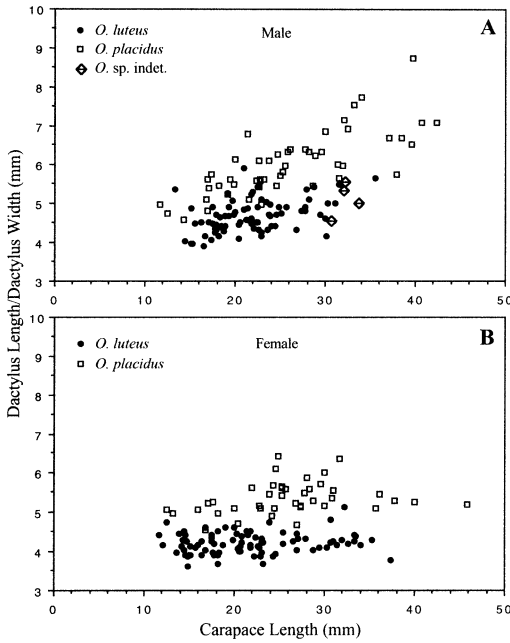 10
9
8
7
6
5
4
3
O. luteus
O. placidus
O. sp. indet.
Male
A
0 10 20 30 40 50
Dactylus Length/Dactylus Width (mm)
10
9
8
7
6
5
4
3
O. luteus
O. placidus
Female
B
0 10 20 30 40 50
Carapace Length (mm)